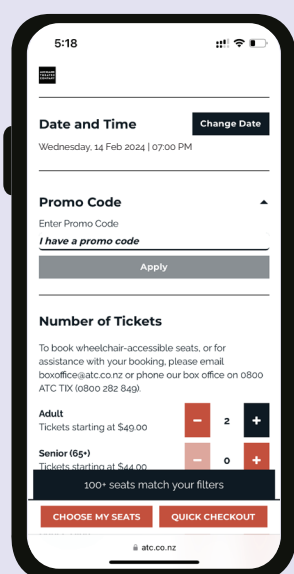 5:18
Date and Time
Change Date
Wednesday, 14 Feb 2024 | 07:00 PM
Promo Code
Enter Promo Code
I have a promo code
Apply
Number of Tickets
To book wheelchair-accessible seats, or for
assistance with your booking, please email
boxoffice@atc.co.nz or phone our box office on 0800
ATC TIX (0800 282 849).
Adult
Tickets starting at $49.00
– 2 +
Senior (65+)
Tickets starting at $44.00
– 0 +
100+ seats match your filters
CHOOSE MY SEATS
QUICK CHECKOUT
atc.co.nz